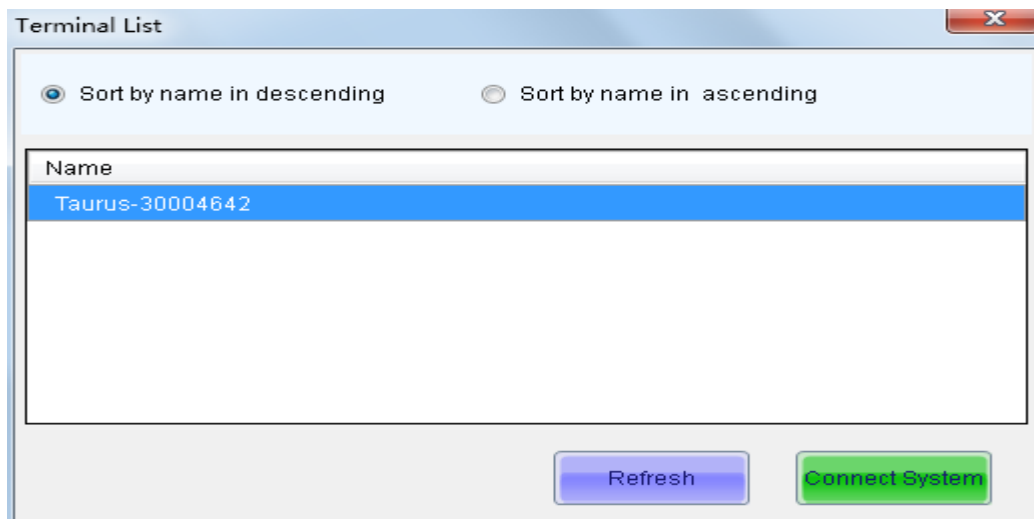 Terminal List
Sort by name in descending Sort by name in ascending
Name
Taurus-30004642
Refresh Connect System